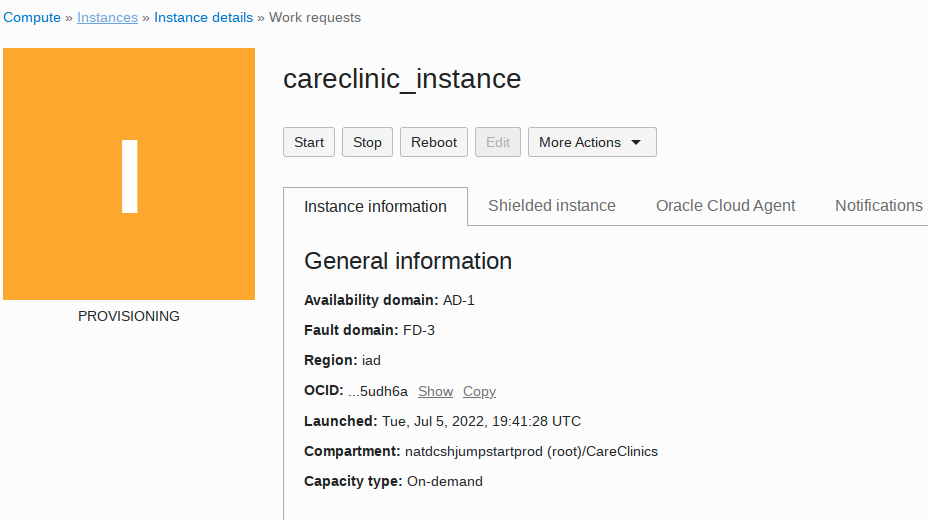 Compute » Instances » Instance details » Work requests
I
PROVISIONING
careclinic_instance
Start Stop Reboot Edit More Actions
Instance information Shielded instance Oracle Cloud Agent Notifications
General information
Availability domain: AD-1
Fault domain: FD-3
Region: iad
OCID: ...5udh6a Show Copy
Launched: Tue, Jul 5, 2022, 19:41:28 UTC
Compartment: natdcshjumpstartprod (root)/CareClinics
Capacity type: On-demand